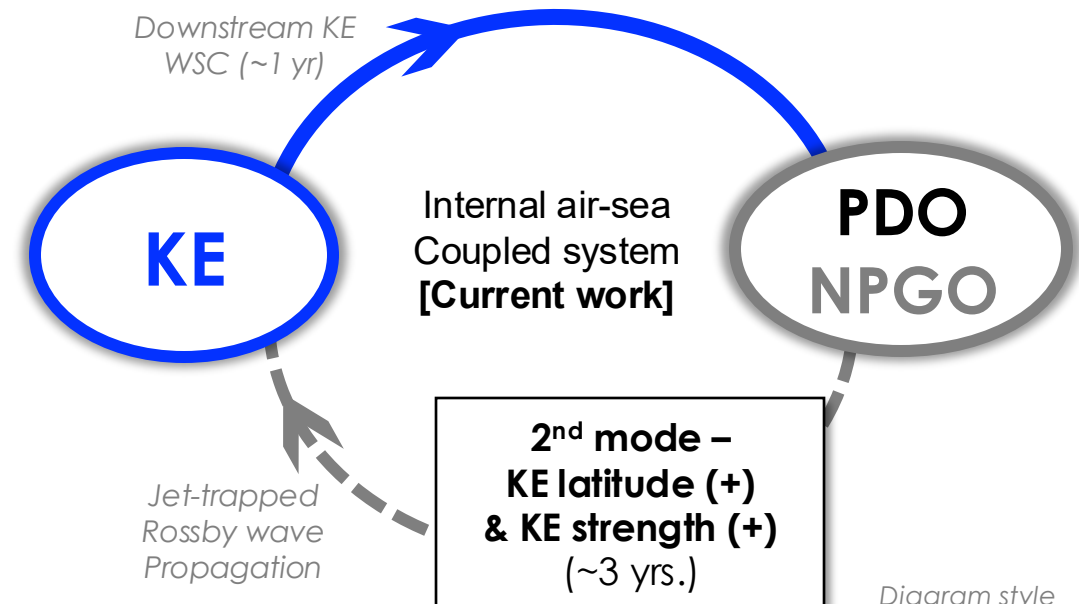 Downstream KE
WSC (~1 yr)
KE
Internal air-sea
Coupled system
[Current work]
PDO
NPGO
2nd mode –
KE latitude (+)
& KE strength (+)
(~3 yrs.)
Jet-trapped
Rossby wave
Propagation
Diagram style